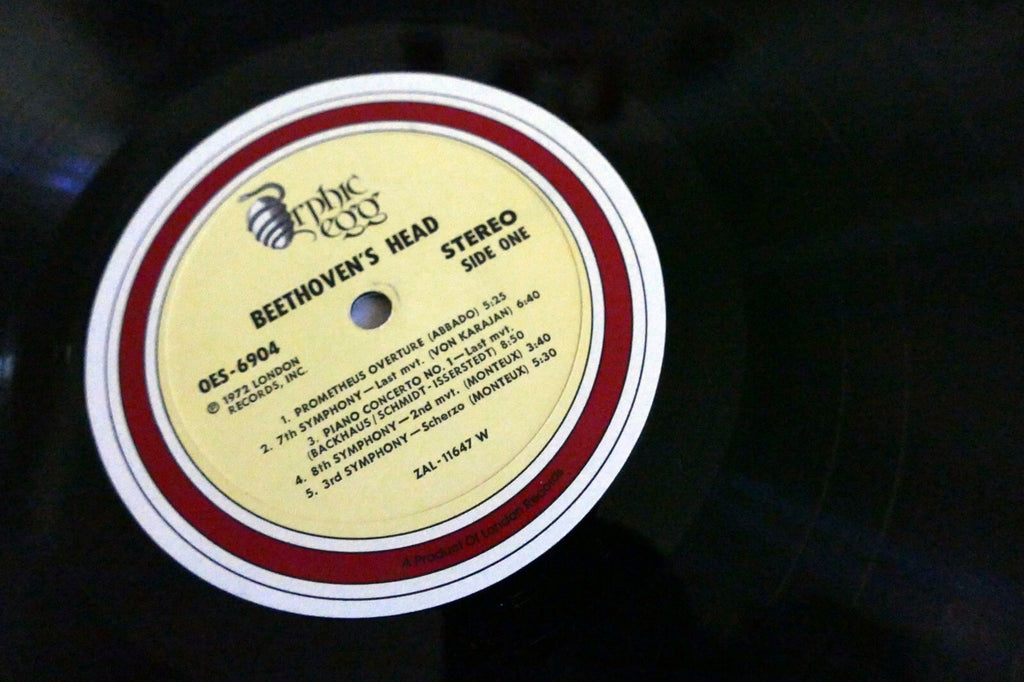 Orphic
egg
BEETHOVEN'S HEAD
STEREO
SIDE ONE
OES-6904
℗ 1972 LONDON
RECORDS, INC.
1. PROMETHEUS OVERTURE (ABBADO) 5:25
2. 7th SYMPHONY—Last mvt. (VON KARAJAN) 6:40
3. PIANO CONCERTO NO. 1—Last mvt.
(BACKHAUS/SCHMIDT-ISSERSTEDT) 8:50
4. 8th SYMPHONY—2nd mvt. (MONTEUX) 3:40
5. 3rd SYMPHONY—Scherzo (MONTEUX) 5:30
ZAL-11647 W
A Product Of London Records